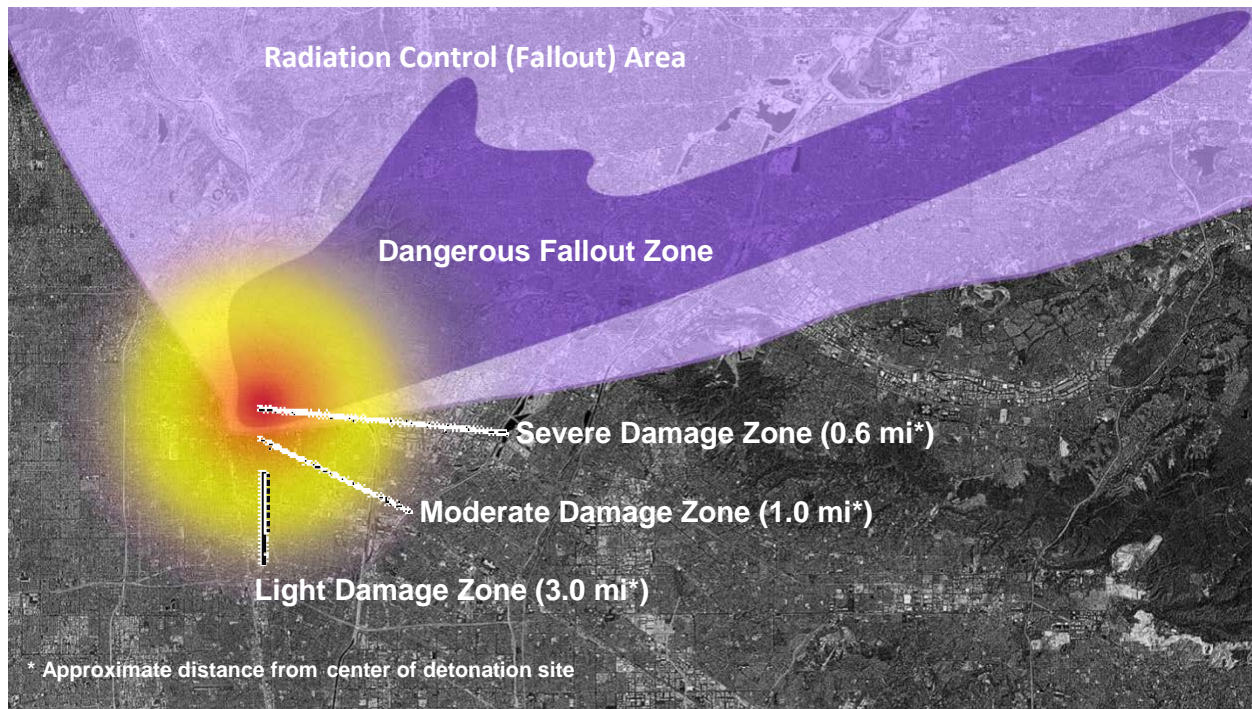 Radiation Control (Fallout) Area
Dangerous Fallout Zone
Severe Damage Zone (0.6 mi*)
Moderate Damage Zone (1.0 mi*)
Light Damage Zone (3.0 mi*)
* Approximate distance from center of detonation site